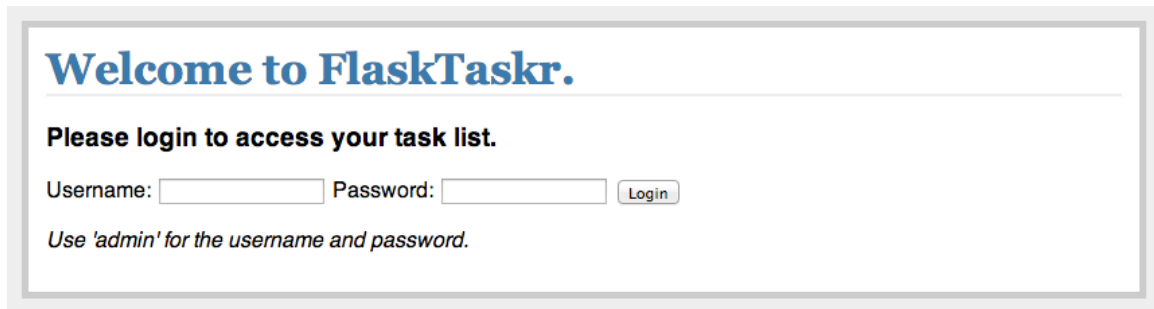 Welcome to FlaskTaskr.
Please login to access your task list.
Username: Password: Login
Use 'admin' for the username and password.